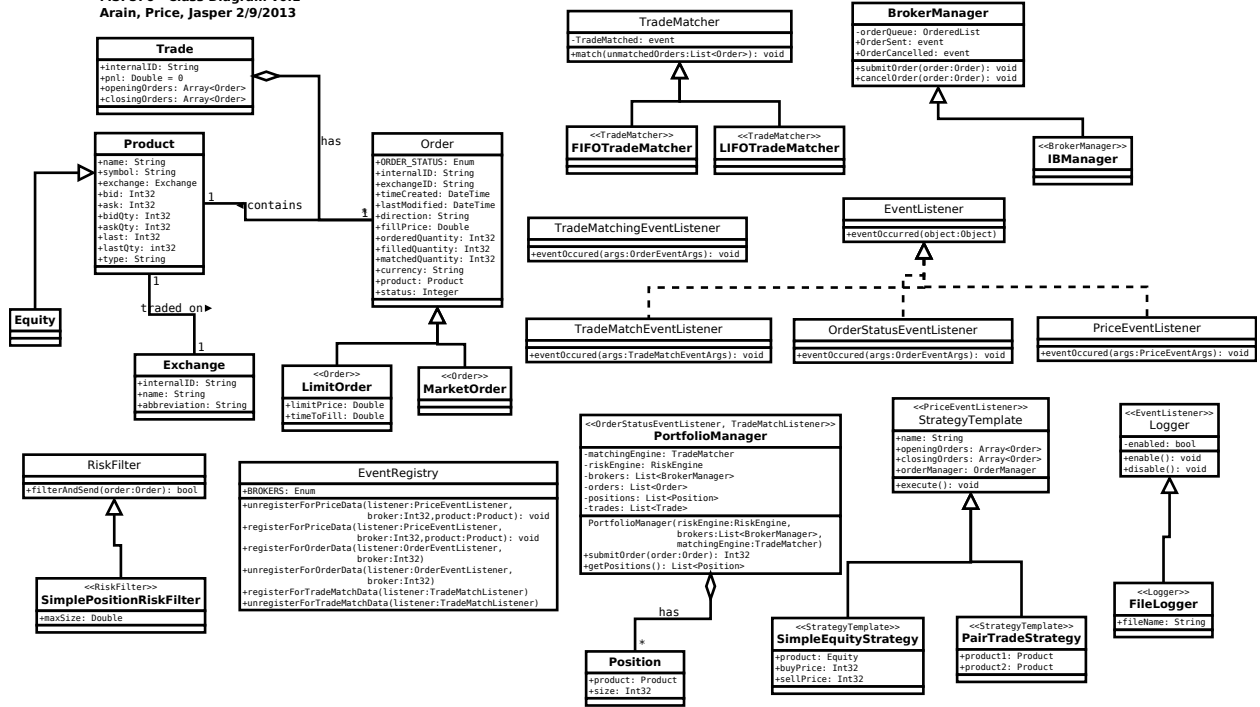 Arain, Price, Jasper 2/9/2013
Trade
+internalID: String
+pnl: Double = 0
+openingOrders: Array<Order>
+closingOrders: Array<Order>
has
Product
+name: String
+symbol: String
+exchange: Exchange
+bid: Int32
+ask: Int32
+bidQty: Int32
+askQty: Int32
+last: Int32
+lastQty: int32
+type: String
1
contains
1
*
Order
+ORDER_STATUS: Enum
+internalID: String
+exchangeID: String
+timeCreated: DateTime
+lastModified: DateTime
+direction: String
+fillPrice: Double
+orderedQuantity: Int32
+filledQuantity: Int32
+matchedQuantity: Int32
+currency: String
+product: Product
+status: Integer
1
traded on
1
Equity
Exchange
+internalID: String
+name: String
+abbreviation: String
<<Order>>
LimitOrder
+limitPrice: Double
+timeToFill: Double
<<Order>>
MarketOrder
TradeMatcher
-TradeMatched: event
+match(unmatchedOrders:List<Order>): void
<<TradeMatcher>>
FIFOTradeMatcher
<<TradeMatcher>>
LIFOTradeMatcher
BrokerManager
-orderQueue: OrderedList
+OrderSent: event
+OrderCancelled: event
+submitOrder(order:Order): void
+cancelOrder(order:Order): void
<<BrokerManager>>
IBManager
TradeMatchingEventListener
+eventOccured(args:OrderEventArgs): void
EventListener
+eventOccurred(object:Object)
TradeMatchEventListener
+eventOccured(args:TradeMatchEventArgs): void
OrderStatusEventListener
+eventOccured(args:OrderEventArgs): void
PriceEventListener
+eventOccured(args:PriceEventArgs): void
RiskFilter
+filterAndSend(order:Order): bool
<<RiskFilter>>
SimplePositionRiskFilter
+maxSize: Double
EventRegistry
+BROKERS: Enum
+unregisterForPriceData(listener:PriceEventListener,
broker:Int32,product:Product): void
+registerForPriceData(listener:PriceEventListener,
broker:Int32,product:Product): void
+registerForOrderData(listener:OrderEventListener,
broker:Int32)
+unregisterForOrderData(listener:OrderEventListener,
broker:Int32)
+registerForTradeMatchData(listener:TradeMatchListener)
+unregisterForTradeMatchData(listener:TradeMatchListener)
<<OrderStatusEventListener, TradeMatchListener>>
PortfolioManager
-matchingEngine: TradeMatcher
-riskEngine: RiskEngine
-brokers: List<BrokerManager>
-orders: List<Order>
-positions: List<Position>
-trades: List<Trade>
PortfolioManager(riskEngine:RiskEngine,
brokers:List<BrokerManager>,
matchingEngine:TradeMatcher)
+submitOrder(order:Order): Int32
+getPositions(): List<Position>
has
*
Position
+product: Product
+size: Int32
<<PriceEventListener>>
StrategyTemplate
+name: String
+openingOrders: Array<Order>
+closingOrders: Array<Order>
+orderManager: OrderManager
+execute(): void
<<StrategyTemplate>>
SimpleEquityStrategy
+product: Equity
+buyPrice: Int32
+sellPrice: Int32
<<StrategyTemplate>>
PairTradeStrategy
+product1: Product
+product2: Product
<<EventListener>>
Logger
-enabled: bool
+enable(): void
+disable(): void
<<Logger>>
FileLogger
+fileName: String